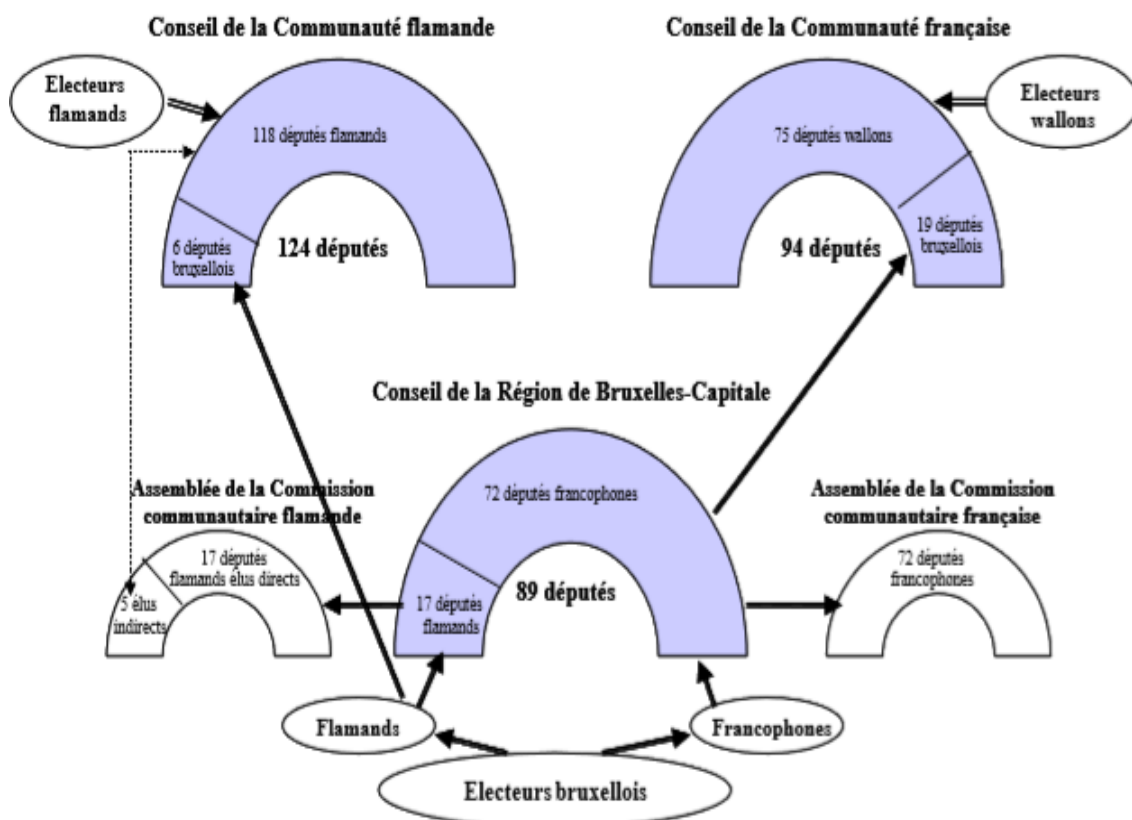 Conseil de la Communauté flamande
Conseil de la Communauté française
Electeurs
flamands
118 députés flamands
6 députés
bruxellois
124 députés
75 députés wallons
19 députés
bruxellois
94 députés
Electeurs
wallons
Conseil de la Région de Bruxelles-Capitale
Assemblée de la Commission
communautaire flamande
17 députés
flamands élus directs
5 élus
indirects
72 députés francophones
17 députés
flamands
89 députés
Assemblée de la Commission
communautaire française
72 députés
francophones
Flamands
Francophones
Electeurs bruxellois